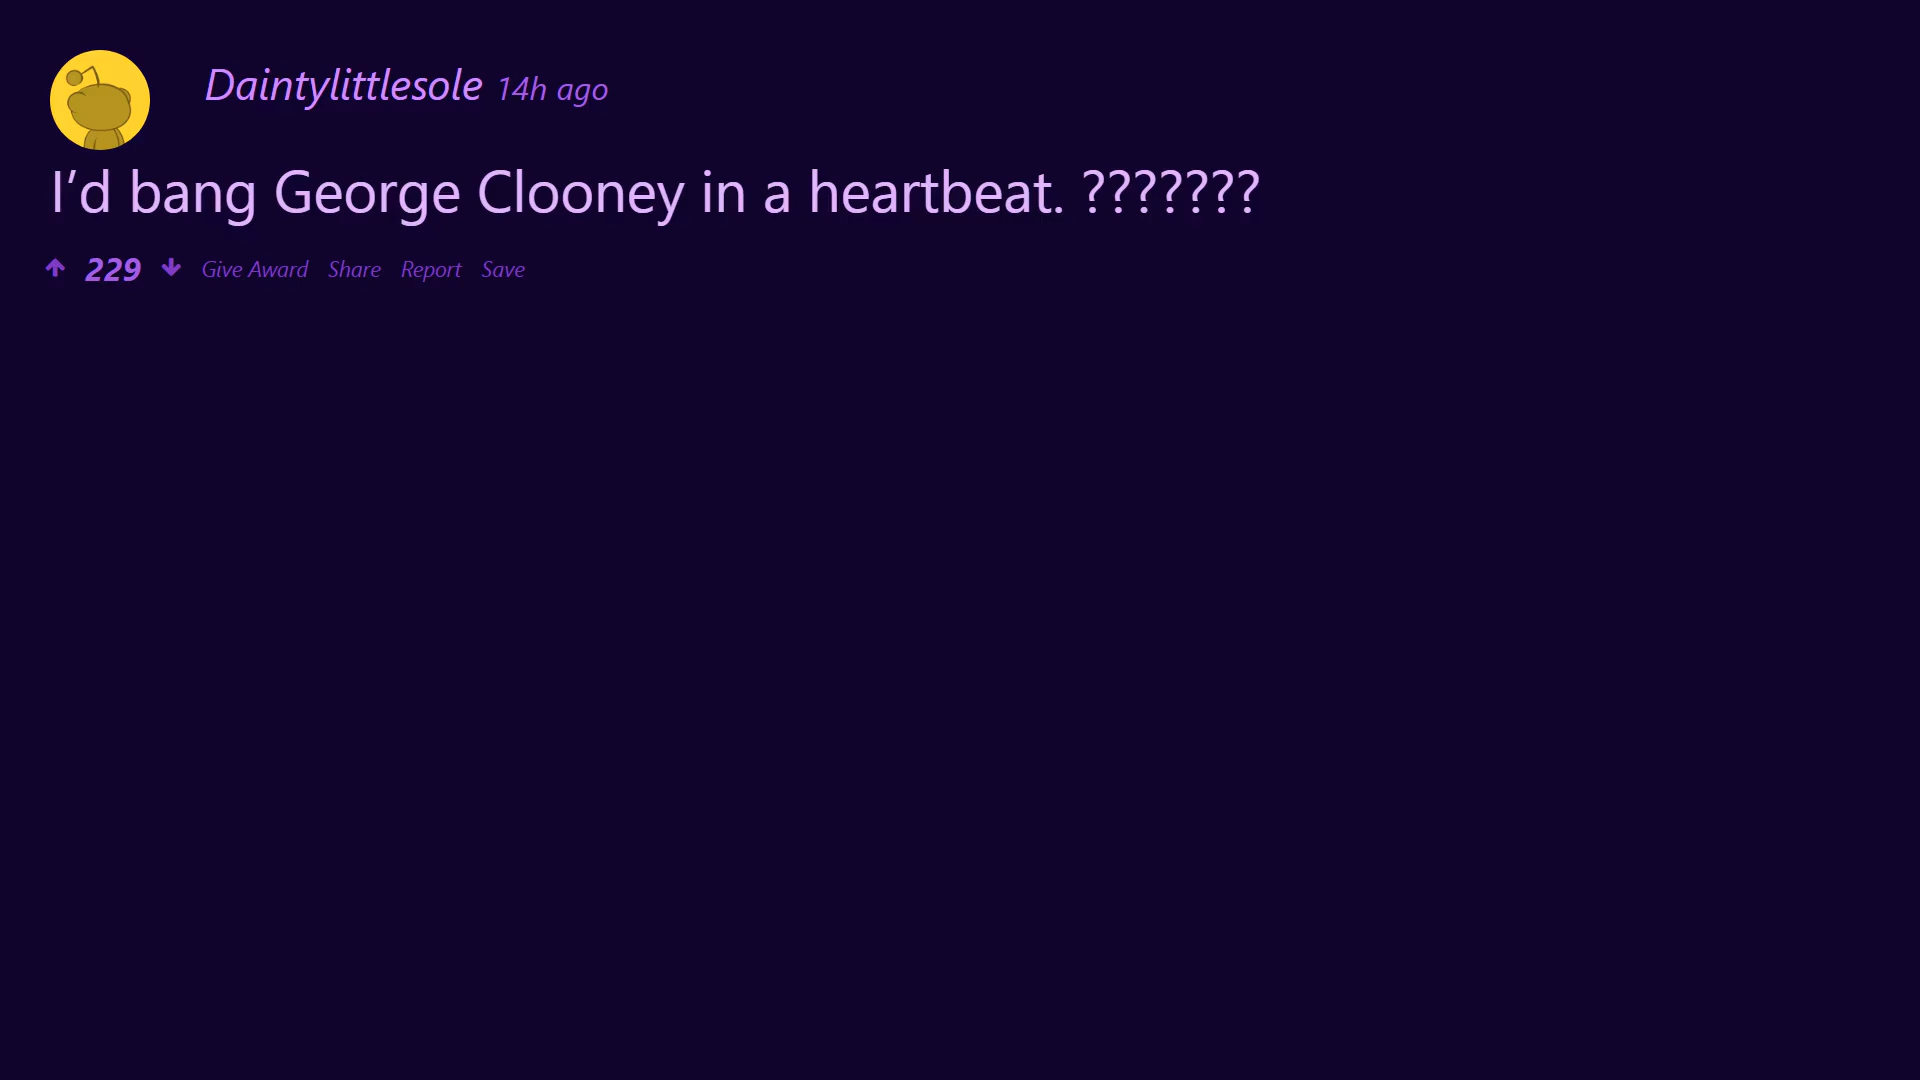 Daintylittlesole 14h ago
I’d bang George Clooney in a heartbeat. ???????
229 Give Award Share Report Save